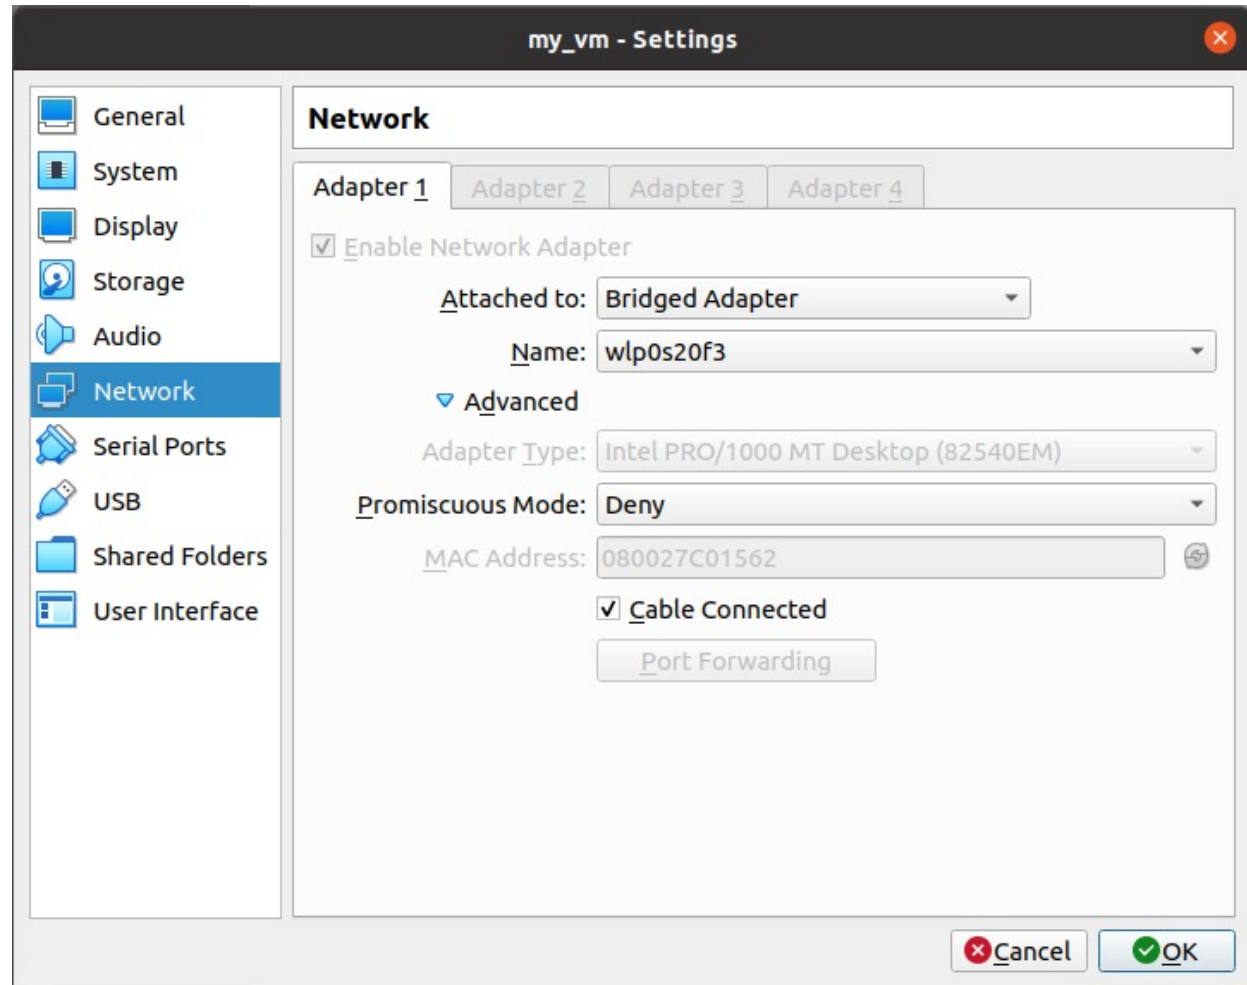 my_vm - Settings
General
System
Display
Storage
Audio
Network
Serial Ports
USB
Shared Folders
User Interface
Network
Adapter 1 Adapter 2 Adapter 3 Adapter 4
Enable Network Adapter
Attached to: Bridged Adapter
Name: wlp0s20f3
Advanced
Adapter Type: Intel PRO/1000 MT Desktop (82540EM)
Promiscuous Mode: Deny
MAC Address: 080027C01562
Cable Connected
Port Forwarding
Cancel OK